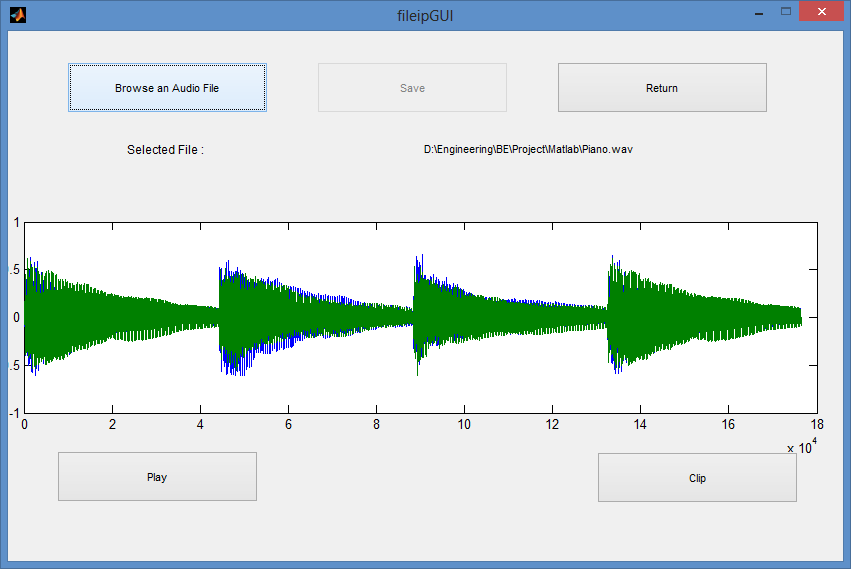 fileipGUI
Browse an Audio File Save Return
Selected File : D:\Engineering\BE\Project\Matlab\Piano.wav
1
.5
0
.5
-1
0 2 4 6 8 10 12 14 16 18
x 10^4
Play Clip